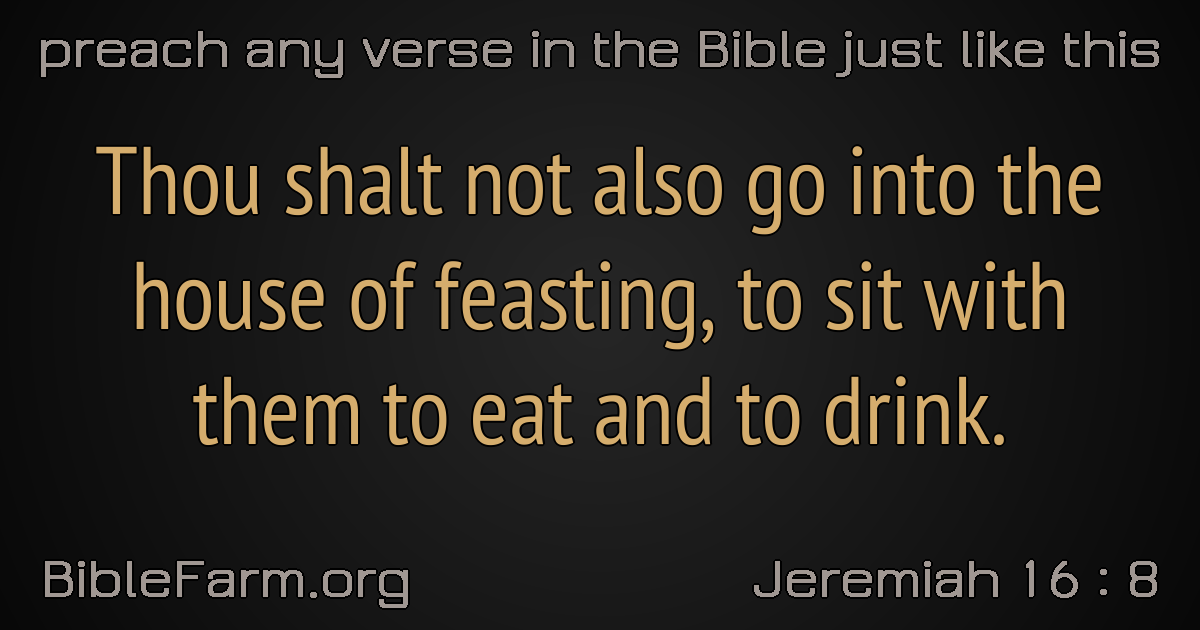 preach any verse in the Bible just like this
Thou shalt not also go into the
house of feasting, to sit with
them to eat and to drink.
BibleFarm.org
Jeremiah 16 : 8